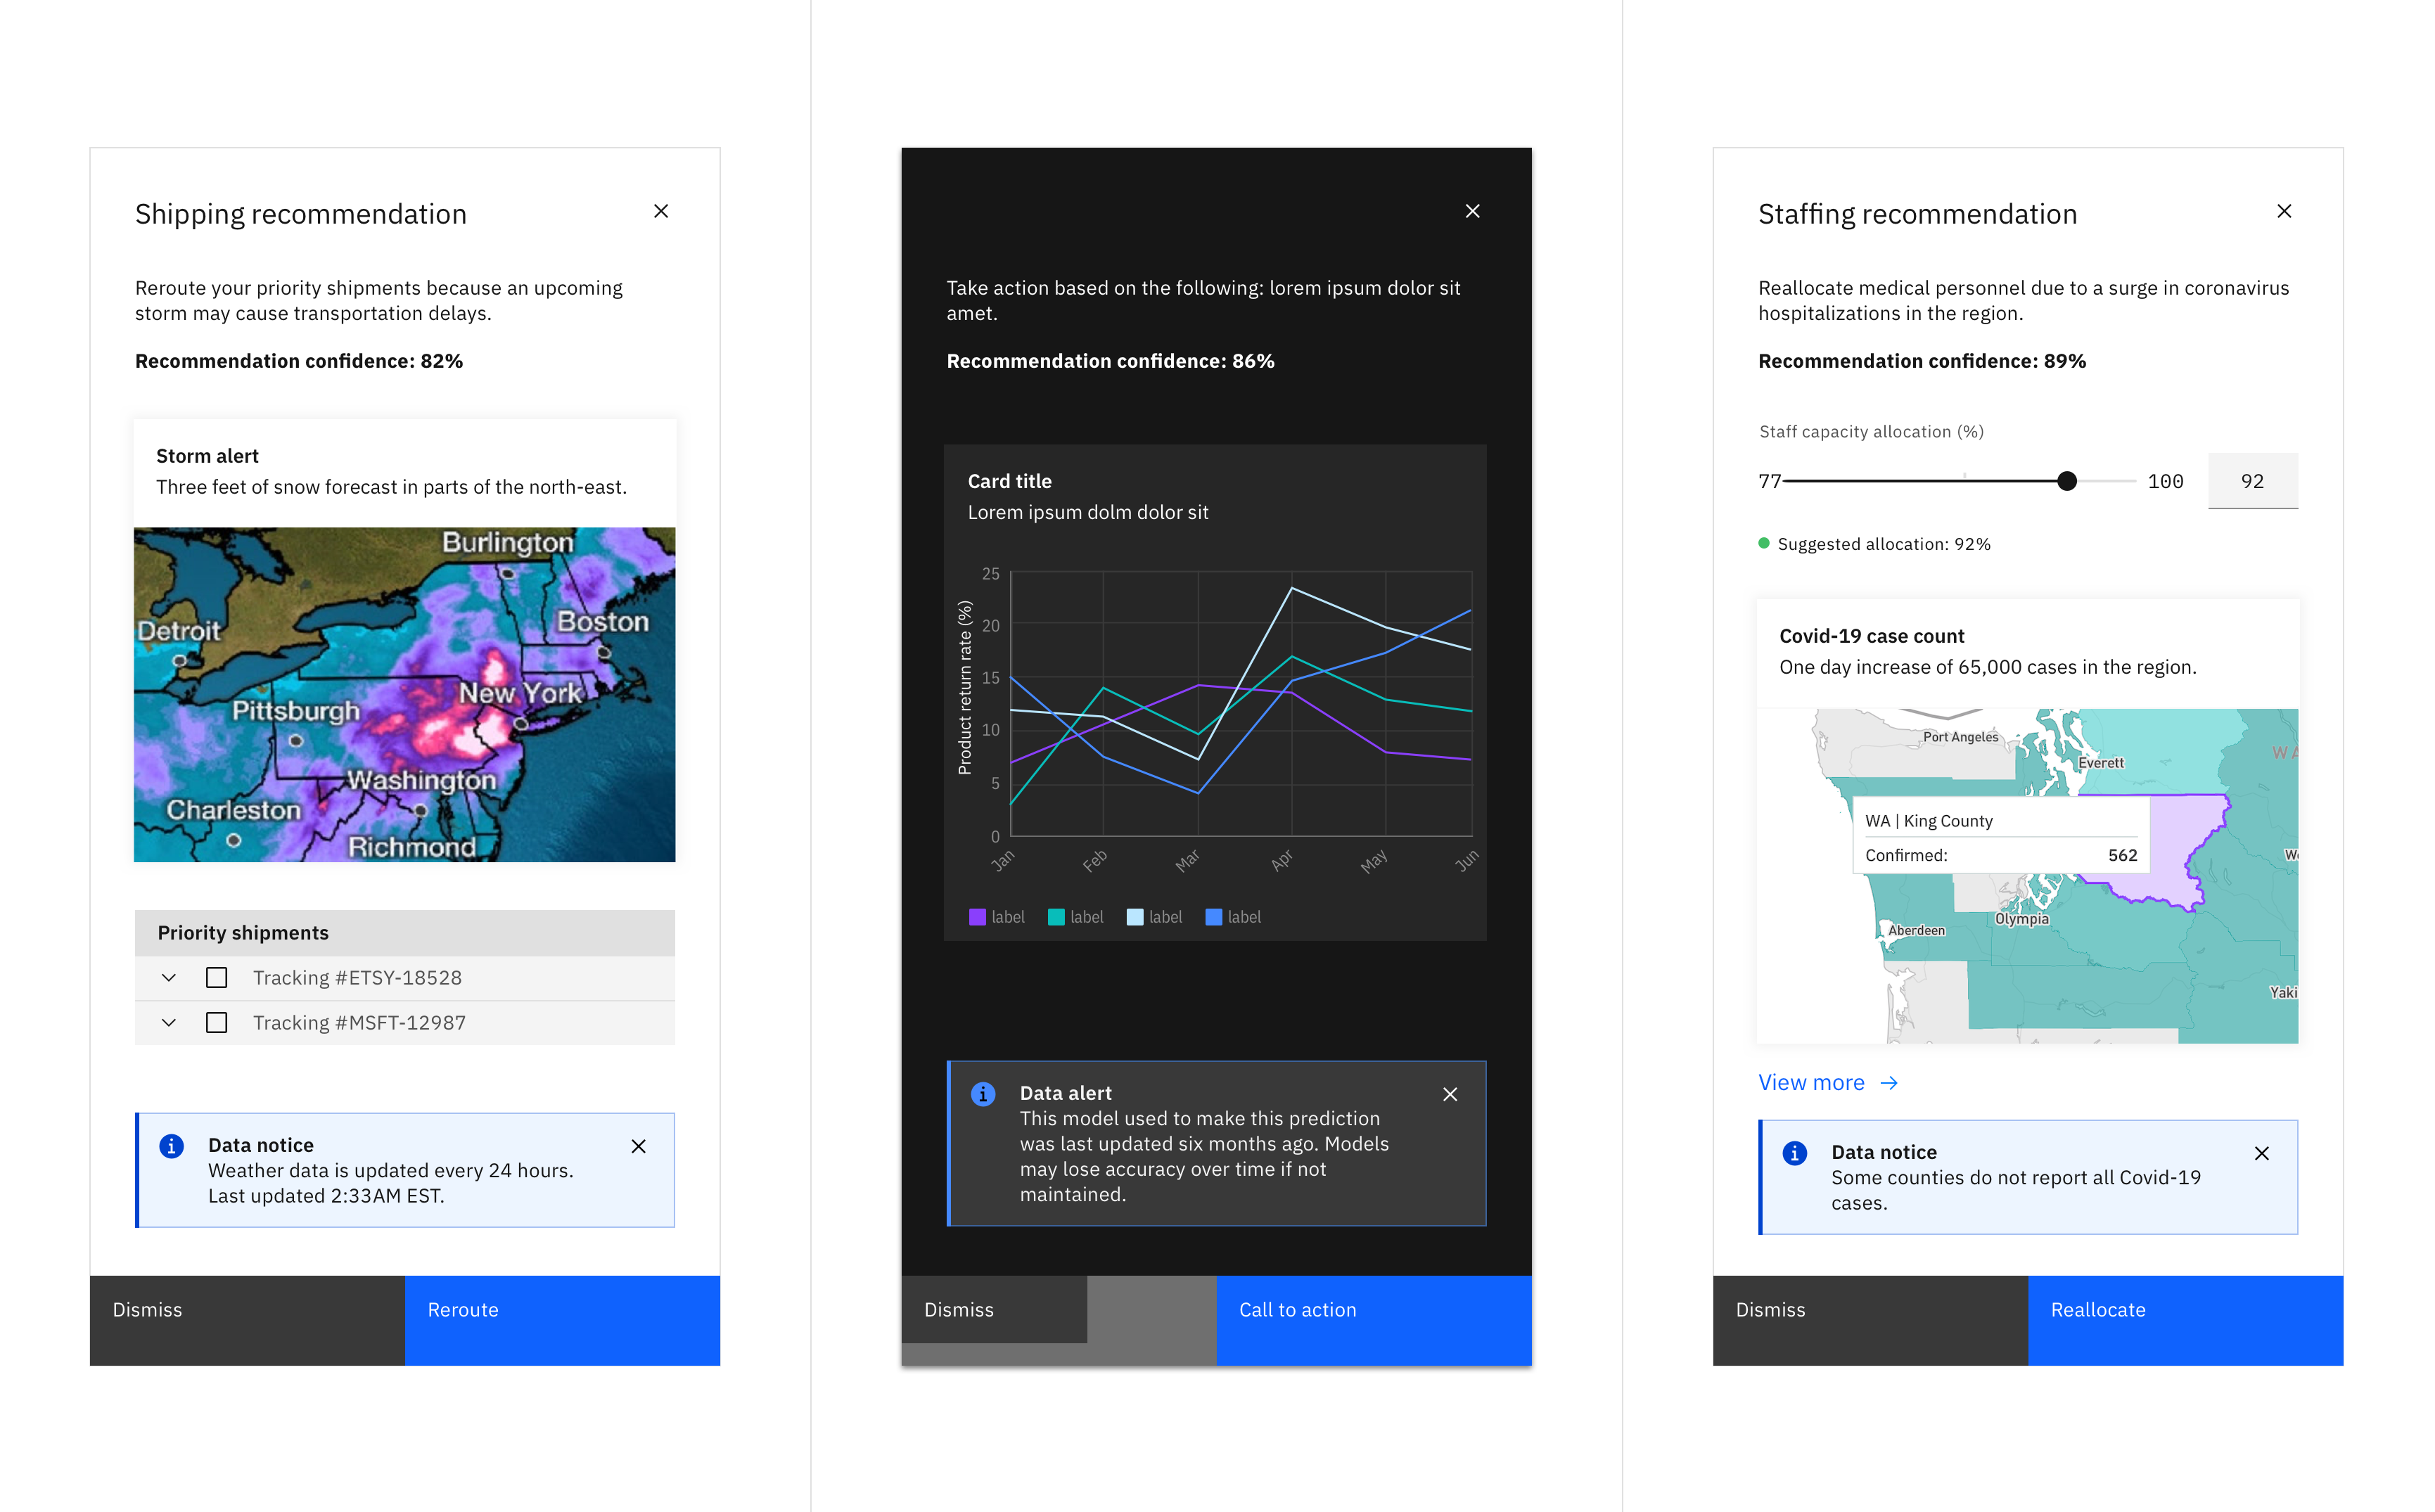 Shipping recommendation
Reroute your priority shipments because an upcoming
storm may cause transportation delays.
Recommendation confidence: 82%
Storm alert
Three feet of snow forecast in parts of the north-east.
Burlington
Boston
Detroit
New York
Pittsburgh
Washington
Charleston
Richmond
Priority shipments
Tracking #ETSY-18528
Tracking #MSFT-12987
Data notice
Weather data is updated every 24 hours.
Last updated 2:33AM EST.
Dismiss
Reroute
Take action based on the following: lorem ipsum dolor sit
amet.
Recommendation confidence: 86%
Card title
Lorem ipsum dolm dolor sit
Product return rate (%)
25
20
15
10
5
0
Jan Feb Mar Apr May Jun
label label label label
Data alert
This model used to make this prediction
was last updated six months ago. Models
may lose accuracy over time if not
maintained.
Dismiss
Call to action
Staffing recommendation
Reallocate medical personnel due to a surge in coronavirus
hospitalizations in the region.
Recommendation confidence: 89%
Staff capacity allocation (%)
77 100 92
Suggested allocation: 92%
Covid-19 case count
One day increase of 65,000 cases in the region.
Port Angeles
WA
Everett
WA | King County
Confirmed: 562
We
Olympia
Aberdeen
Yaki
View more
Data notice
Some counties do not report all Covid-19
cases.
Dismiss
Reallocate